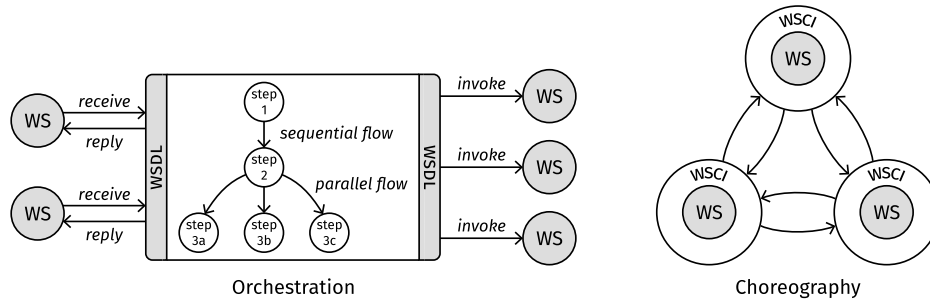 WS
receive
reply
WS
receive
reply
WSDL
step
1
sequential flow
step
2
parallel flow
step
3a
step
3b
step
3c
WSDL
invoke
WS
invoke
WS
invoke
WS
Orchestration
WSCI
WS
WSCI
WS
WSCI
WS
Choreography